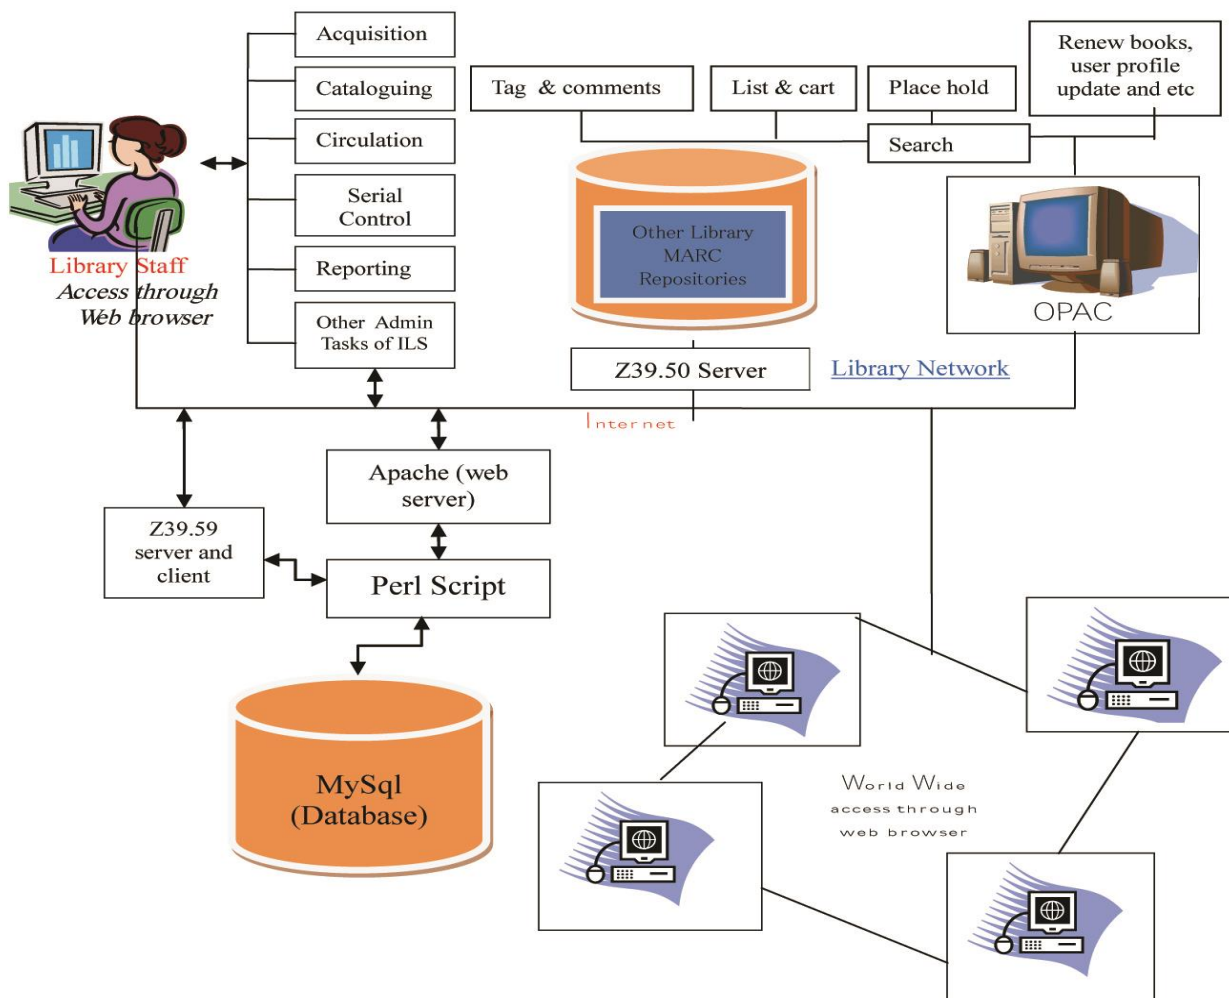 Acquisition
Cataloguing
Circulation
Serial
Control
Reporting
Other Admin
Tasks of ILS
Library Staff
Access through
Web browser
Tag & comments
List & cart
Place hold
Renew books,
user profile
update and etc
Search
Other Library
MARC
Repositories
OPAC
Z39.50 Server
Library Network
Internet
Apache (web
server)
Z39.59
server and
client
Perl Script
MySql
(Database)
World Wide
access through
web browser